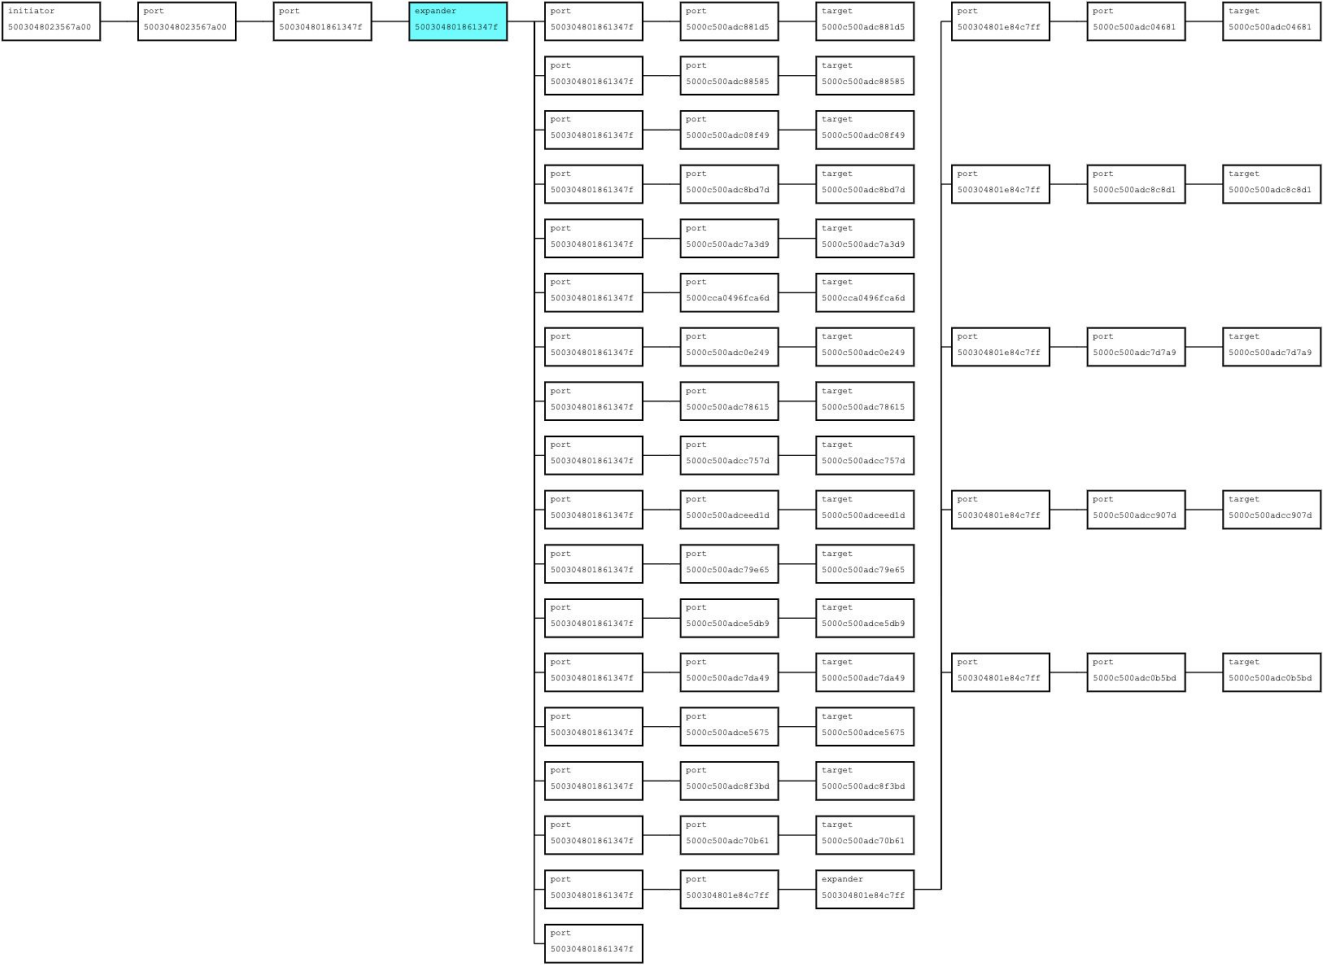 initiator
5003048023567a00
port
5003048023567a00
port
500304801861347f
expander
500304801861347f
port
500304801861347f
port
5000c500adc881d5
target
5000c500adc881d5
port
500304801e84c7ff
port
5000c500adc04681
target
5000c500adc04681
port
500304801861347f
port
5000c500adc88585
target
5000c500adc88585
port
500304801861347f
port
5000c500adc08f49
target
5000c500adc08f49
port
500304801861347f
port
5000c500adc8bd7d
target
5000c500adc8bd7d
port
500304801e84c7ff
port
5000c500adc8c8d1
target
5000c500adc8c8d1
port
500304801861347f
port
5000c500adc7a3d9
target
5000c500adc7a3d9
port
500304801861347f
port
5000cca0496fca6d
target
5000cca0496fca6d
port
500304801861347f
port
5000c500adc0e249
target
5000c500adc0e249
port
500304801e84c7ff
port
5000c500adc7d7a9
target
5000c500adc7d7a9
port
500304801861347f
port
5000c500adc78615
target
5000c500adc78615
port
500304801861347f
port
5000c500adcc757d
target
5000c500adcc757d
port
500304801861347f
port
5000c500adceed1d
target
5000c500adceed1d
port
500304801e84c7ff
port
5000c500adcc907d
target
5000c500adcc907d
port
500304801861347f
port
5000c500adc79e65
target
5000c500adc79e65
port
500304801861347f
port
5000c500adce5db9
target
5000c500adce5db9
port
500304801861347f
port
5000c500adc7da49
target
5000c500adc7da49
port
500304801e84c7ff
port
5000c500adc0b5bd
target
5000c500adc0b5bd
port
500304801861347f
port
5000c500adce5675
target
5000c500adce5675
port
500304801861347f
port
5000c500adc8f3bd
target
5000c500adc8f3bd
port
500304801861347f
port
5000c500adc70b61
target
5000c500adc70b61
port
500304801861347f
port
500304801e84c7ff
expander
500304801e84c7ff
port
500304801861347f